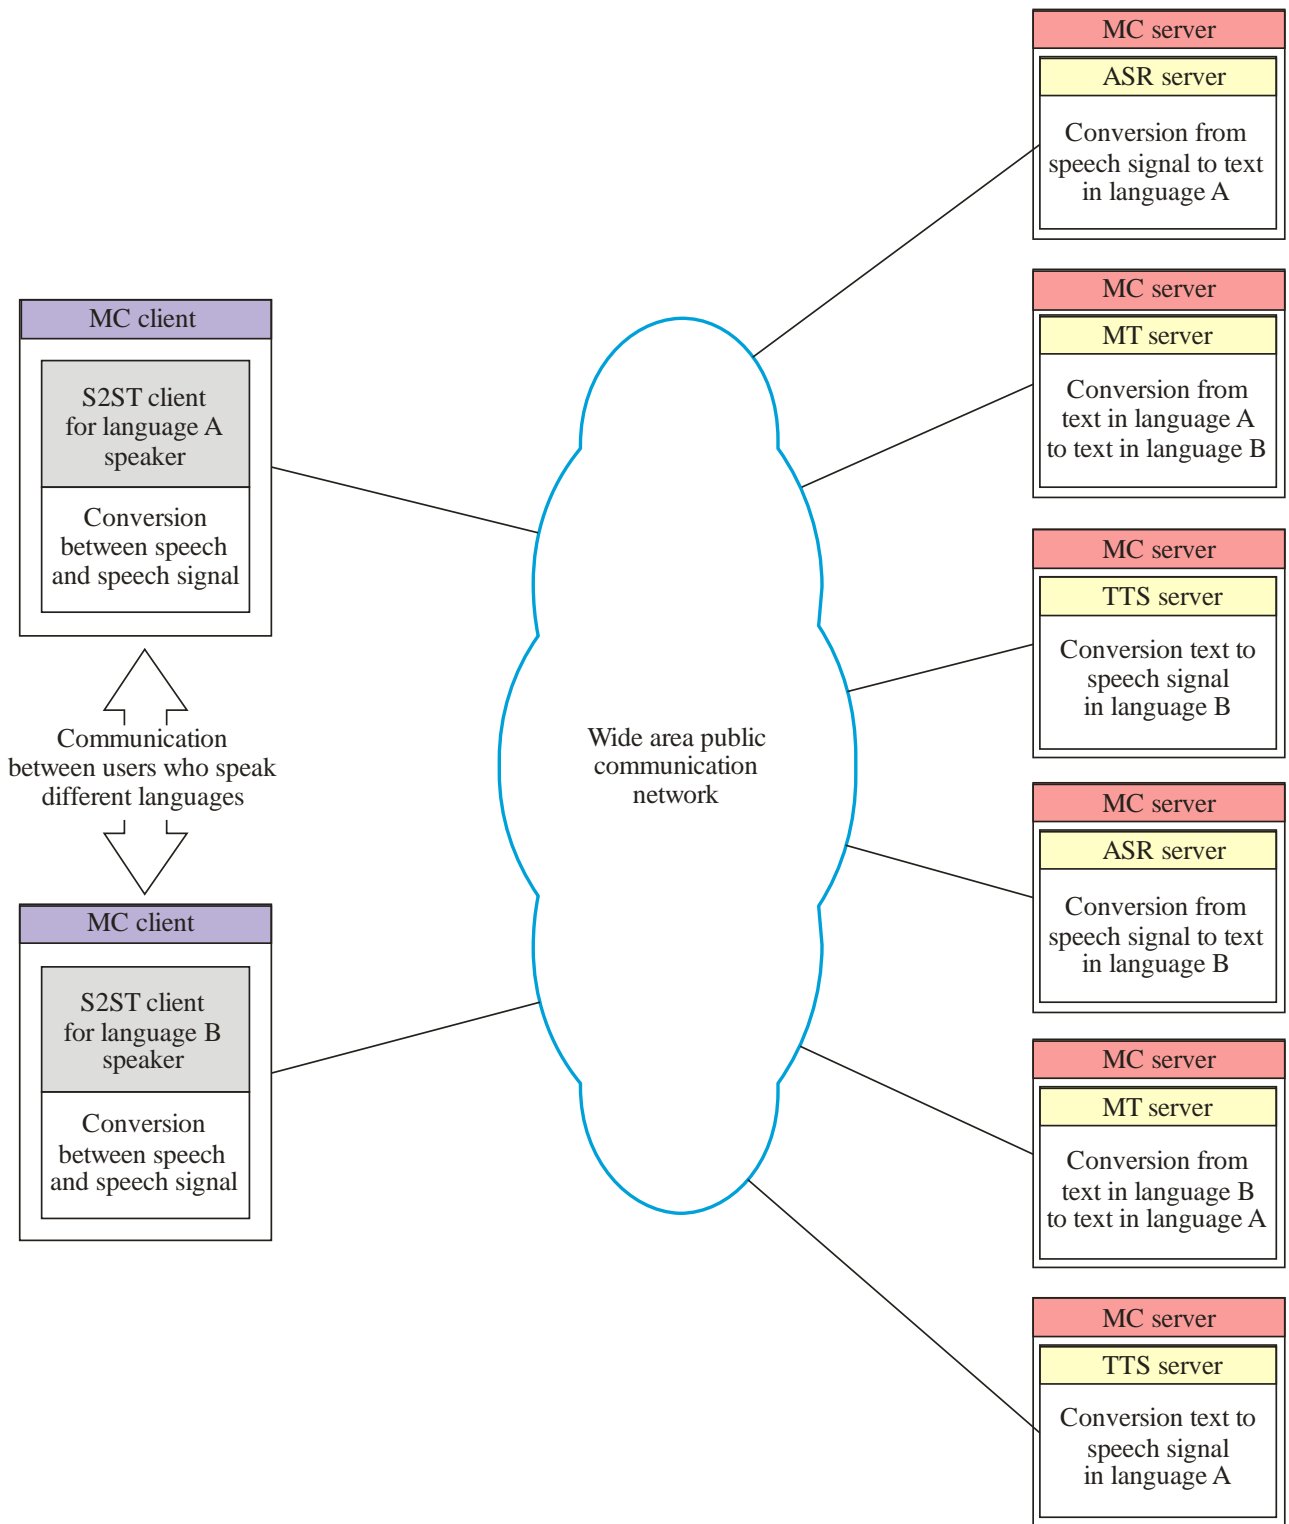 MC client
S2ST client
for language A
speaker
Conversion
between speech
and speech signal
Communication
between users who speak
different languages
MC client
S2ST client
for language B
speaker
Conversion
between speech
and speech signal
Wide area public
communication
network
MC server
ASR server
Conversion from
speech signal to text
in language A
MC server
MT server
Conversion from
text in language A
to text in language B
MC server
TTS server
Conversion text to
speech signal
in language B
MC server
ASR server
Conversion from
speech signal to text
in language B
MC server
MT server
Conversion from
text in language B
to text in language A
MC server
TTS server
Conversion text to
speech signal
in language A